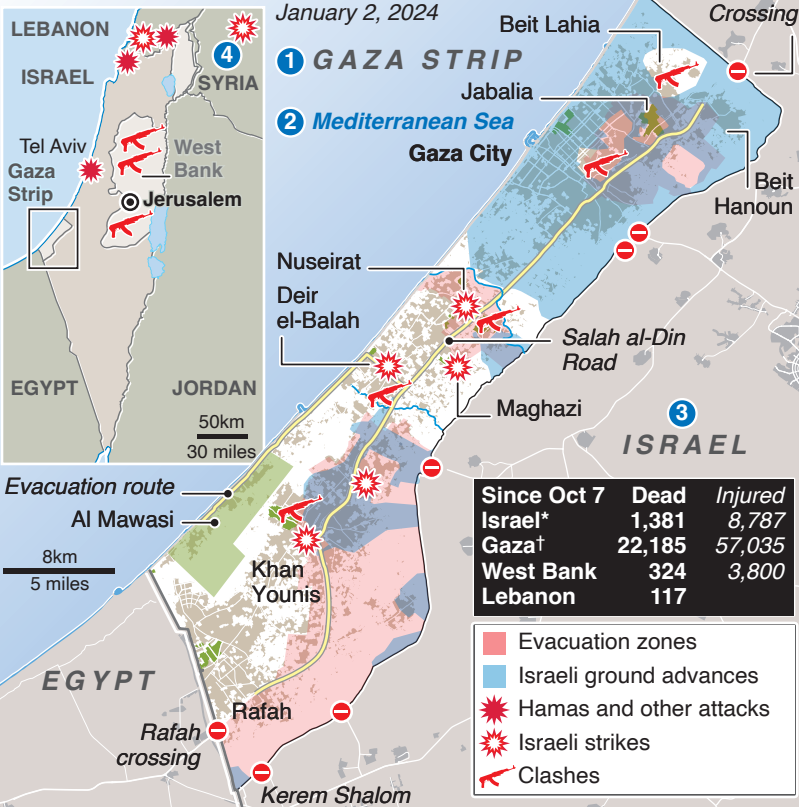 January 2, 2024
Crossing
LEBANON
4
SYRIA
ISRAEL
Tel Aviv
Gaza
Strip
West
Bank
Jerusalem
EGYPT
JORDAN
50km
30 miles
1 GAZA STRIP
2 Mediterranean Sea
Beit Lahia
Jabalia
Gaza City
Beit
Hanoun
Nuseirat
Deir
el-Balah
Salah al-Din
Road
Maghazi
3
ISRAEL
Evacuation route
Al Mawasi
8km
5 miles
Khan
Younis
EGYPT
Rafah
Rafah
crossing
Kerem Shalom
Since Oct 7 Dead Injured
Israel* 1,381 8,787
Gaza† 22,185 57,035
West Bank 324 3,800
Lebanon 117
Evacuation zones
Israeli ground advances
Hamas and other attacks
Israeli strikes
Clashes